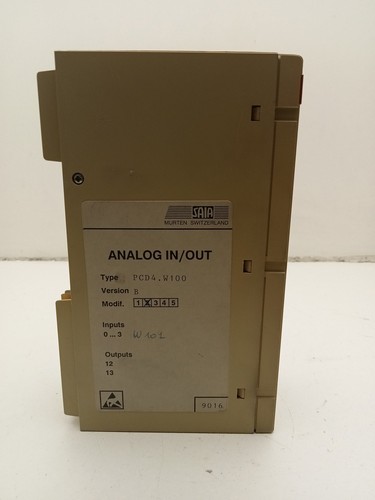 SAIA
MURTEN SWITZERLAND
ANALOG IN/OUT
Type PCD4.W100
Version B
Modif. 1 X 3 4 5
Inputs
0...3 W101
Outputs
12
13
9016